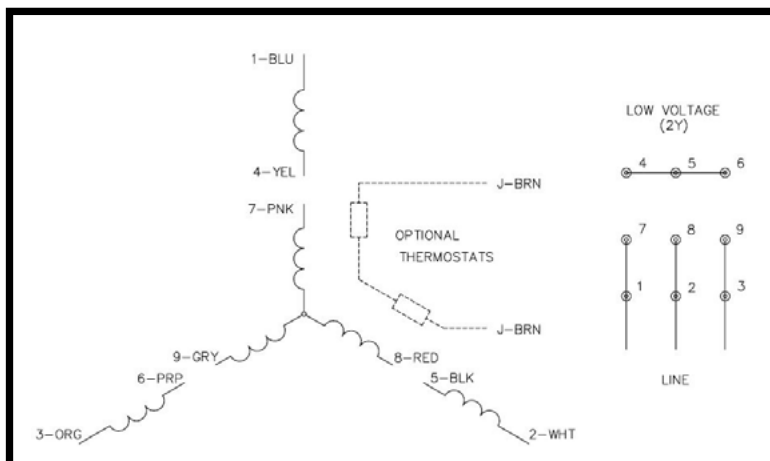 1-BLU
4-YEL
7-PNK
9-GRY
6-PRP
3-ORG
8-RED
5-BLK
2-WHT
J-BRN
OPTIONAL
THERMOSTATS
J-BRN
LOW VOLTAGE
(2Y)
4 5 6
7 8 9
1 2 3
LINE